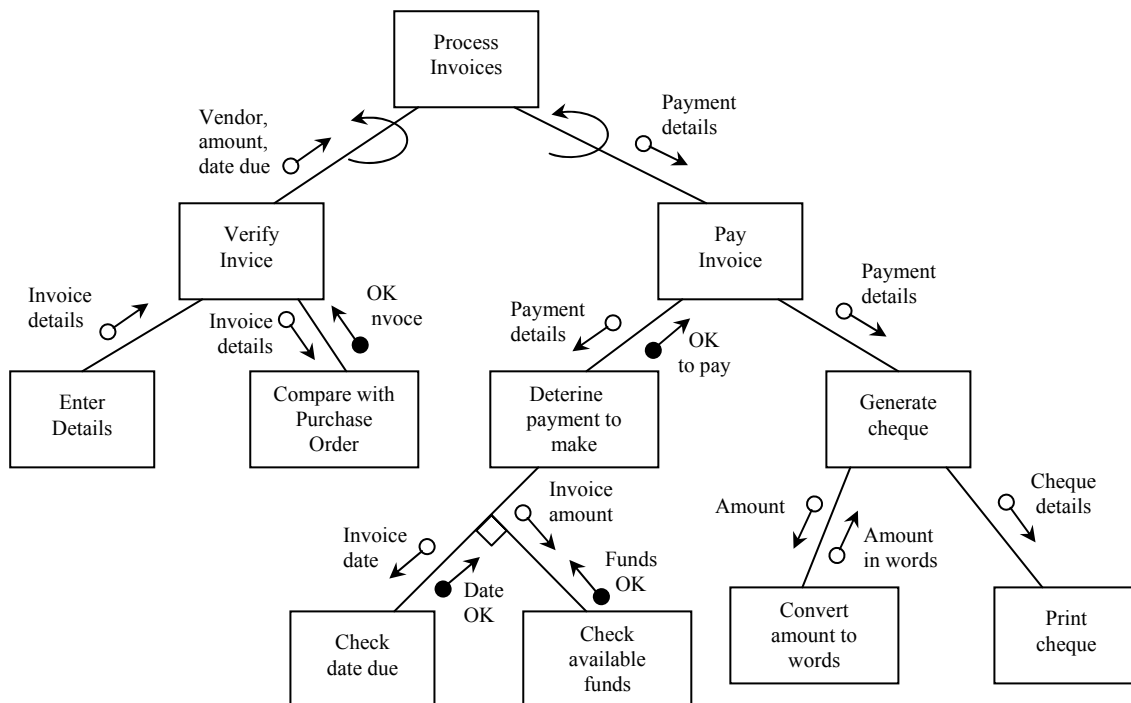 Process
Invoices
Vendor,
amount,
date due
Payment
details
Verify
Invice
Pay
Invoice
Invoice
details
Invoice
details
OK
nvoce
Payment
details
OK
to pay
Payment
details
Enter
Details
Compare with
Purchase
Order
Deterine
payment to
make
Generate
cheque
Invoice
date
Date
OK
Invoice
amount
Funds
OK
Amount
Amount
in words
Cheque
details
Check
date due
Check
available
funds
Convert
amount to
words
Print
cheque